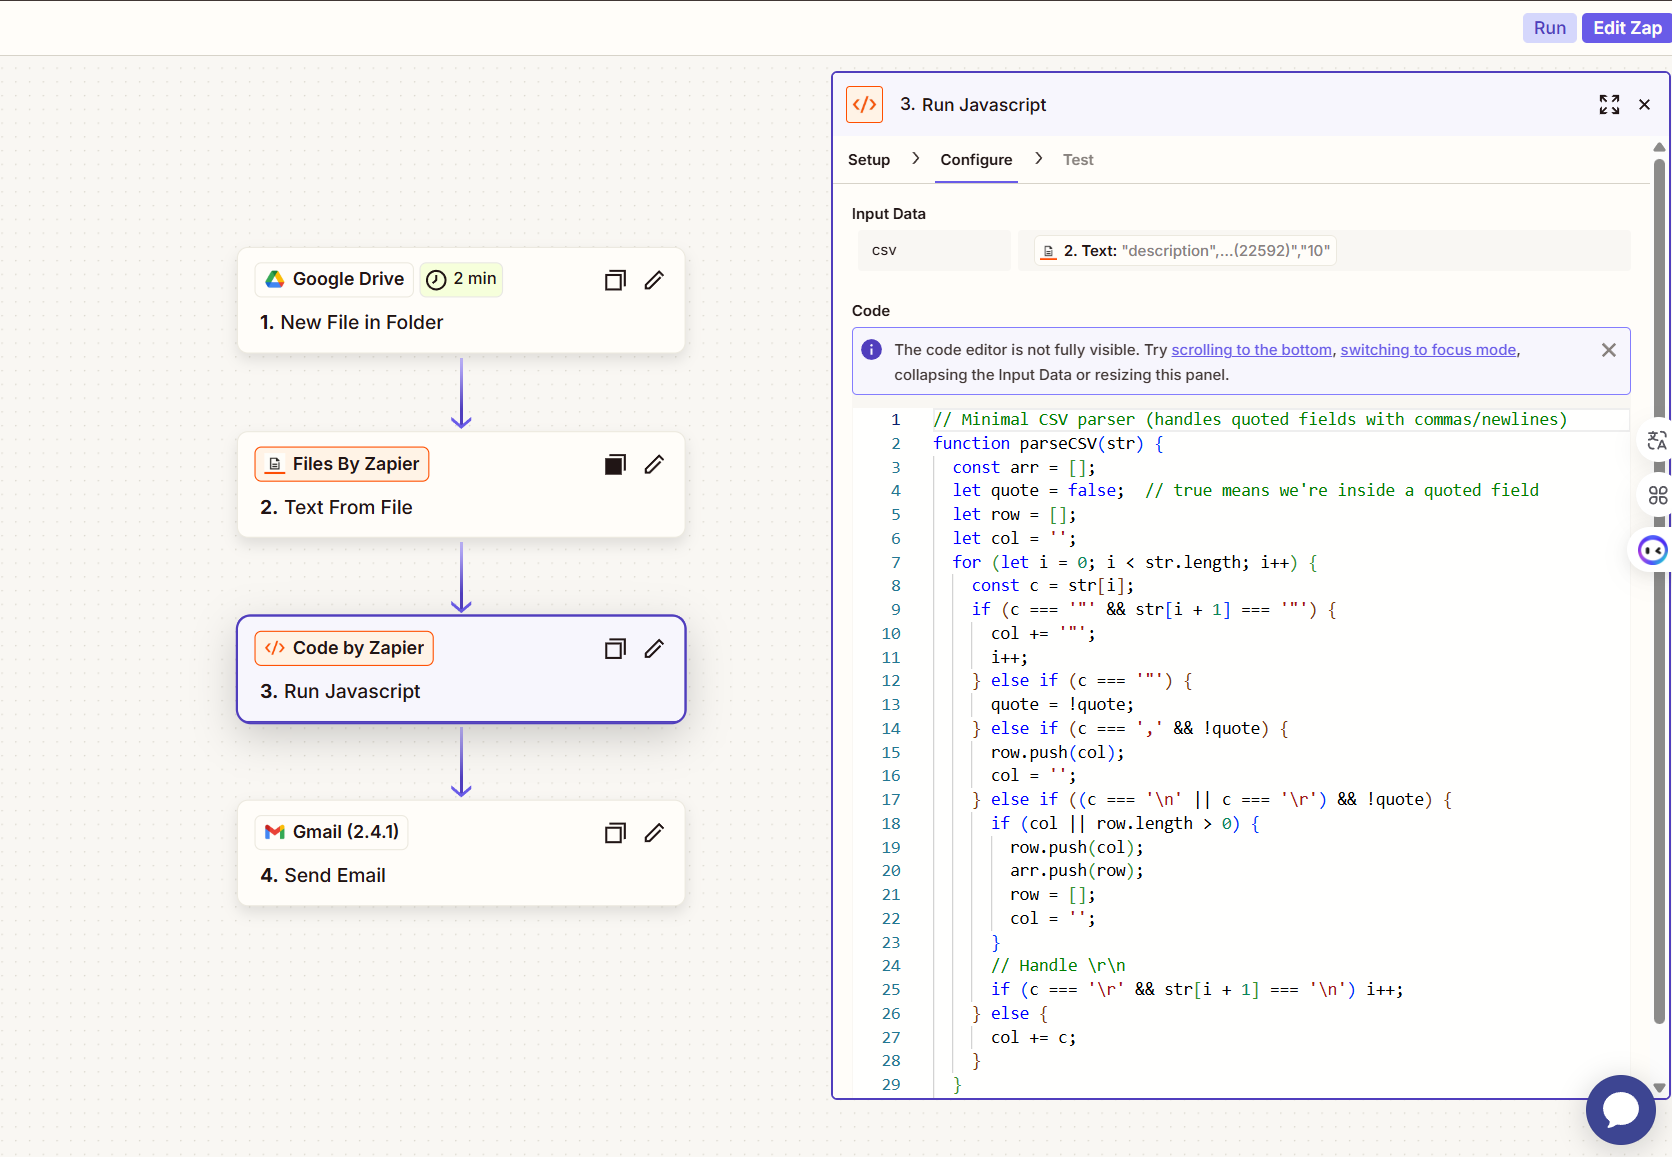 Run
Edit Zap
Google Drive
2 min
1. New File in Folder
Files By Zapier
2. Text From File
Code by Zapier
3. Run Javascript
Gmail (2.4.1)
4. Send Email
3. Run Javascript
Setup
Configure
Test
Input Data
csv
2. Text: "description",...(22592)","10"
Code
The code editor is not fully visible. Try scrolling to the bottom, switching to focus mode,
collapsing the Input Data or resizing this panel.
1 // Minimal CSV parser (handles quoted fields with commas/newlines)
2 function parseCSV(str) {
3 const arr = [];
4 let quote = false;  // true means we're inside a quoted field
5 let row = [];
6 let col = '';
7 for (let i = 0; i < str.length; i++) {
8 const c = str[i];
9 if (c === '"' && str[i + 1] === '"') {
10 col += '"';
11 i++;
12 } else if (c === '"') {
13 quote = !quote;
14 } else if (c === ',' && !quote) {
15 row.push(col);
16 col = '';
17 } else if ((c === '\n' || c === '\r') && !quote) {
18 if (col || row.length > 0) {
19 row.push(col);
20 arr.push(row);
21 row = [];
22 col = '';
23 }
24 // Handle \r\n
25 if (c === '\r' && str[i + 1] === '\n') i++;
26 } else {
27 col += c;
28 }
29 }